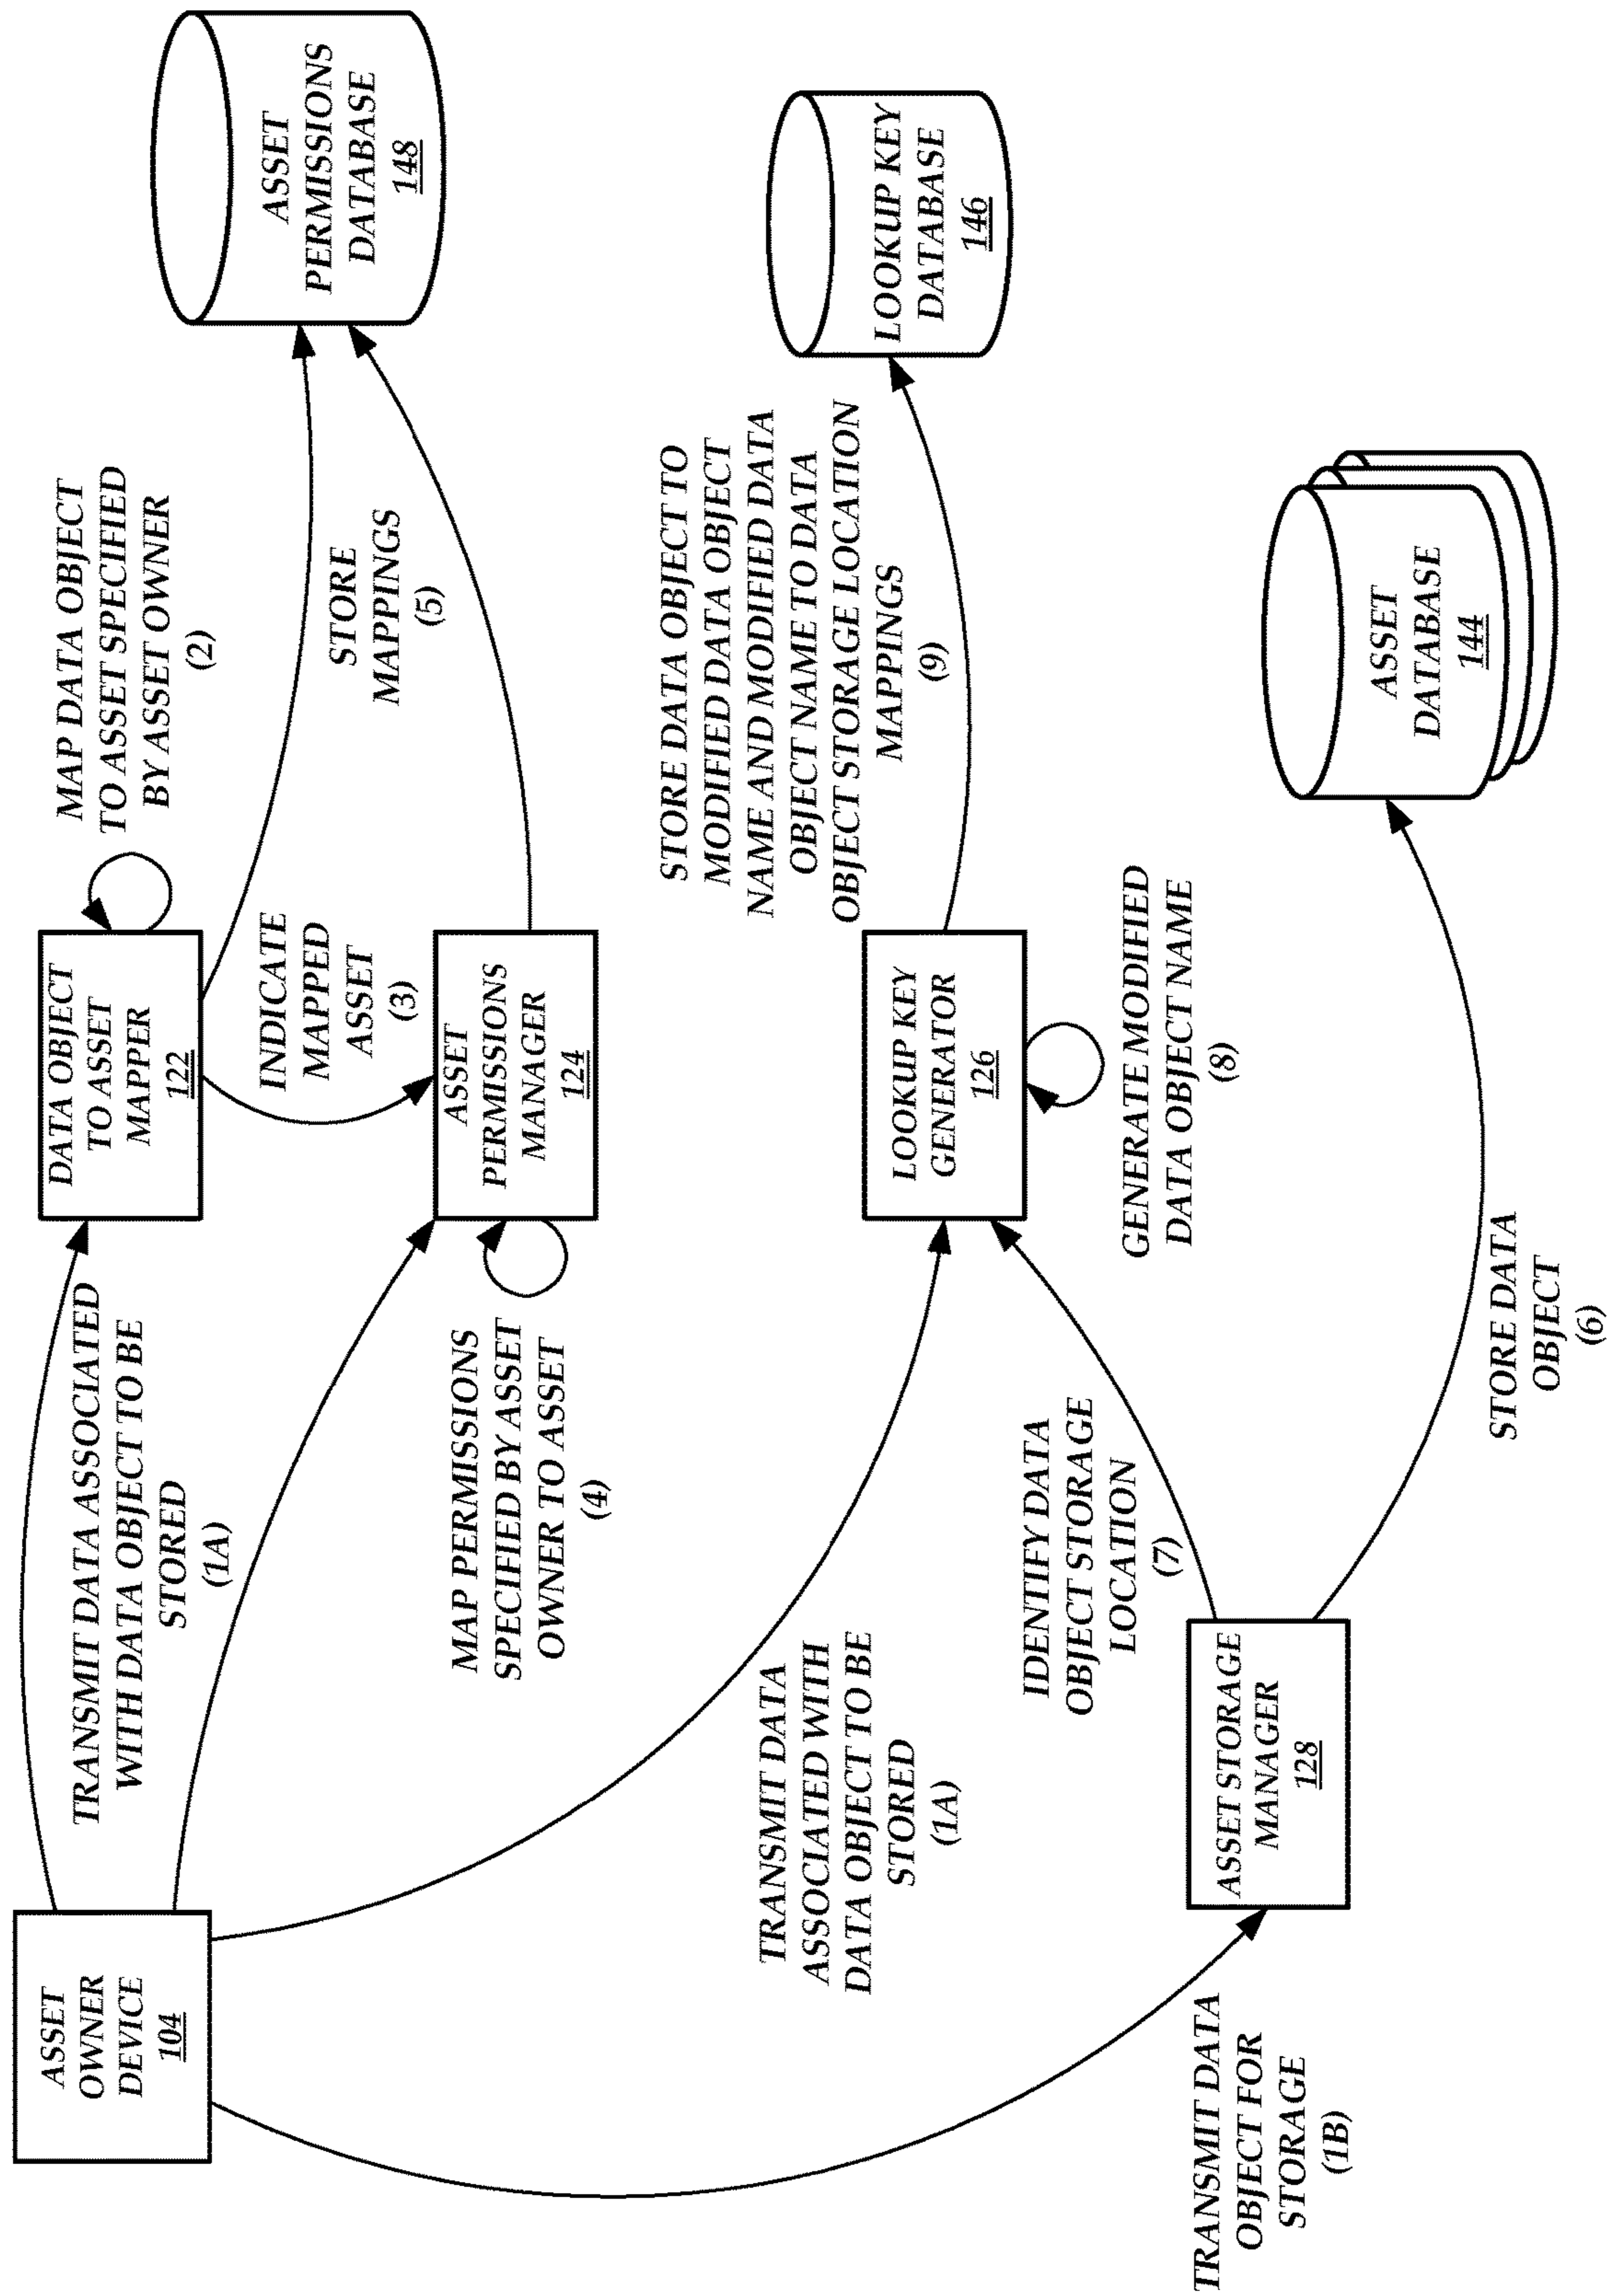 ASSET
OWNER
DEVICE
104
TRANSMIT DATA ASSOCIATED
WITH DATA OBJECT TO BE
STORED
(1A)
DATA OBJECT
TO ASSET
MAPPER
122
MAP DATA OBJECT
TO ASSET SPECIFIED
BY ASSET OWNER
(2)
INDICATE
MAPPED
ASSET
(3)
ASSET
PERMISSIONS
MANAGER
124
MAP PERMISSIONS
SPECIFIED BY ASSET
OWNER TO ASSET
(4)
STORE
MAPPINGS
(5)
ASSET
PERMISSIONS
DATABASE
148
TRANSMIT DATA
ASSOCIATED WITH
DATA OBJECT TO BE
STORED
(1A)
LOOKUP KEY
GENERATOR
126
STORE DATA OBJECT TO
MODIFIED DATA OBJECT
NAME AND MODIFIED DATA
OBJECT NAME TO DATA
OBJECT STORAGE LOCATION
MAPPINGS
(9)
LOOKUP KEY
DATABASE
146
IDENTIFY DATA
OBJECT STORAGE
LOCATION
(7)
GENERATE MODIFIED
DATA OBJECT NAME
(8)
TRANSMIT DATA
OBJECT FOR
STORAGE
(1B)
ASSET STORAGE
MANAGER
128
STORE DATA
OBJECT
(6)
ASSET
DATABASE
144